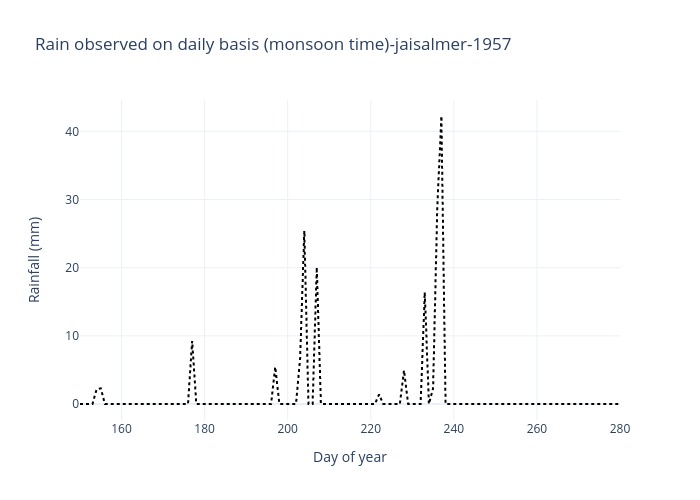 Rain observed on daily basis (monsoon time)-jaisalmer-1957
40
30
20
10
0
Rainfall (mm)
160 180 200 220 240 260 280
Day of year